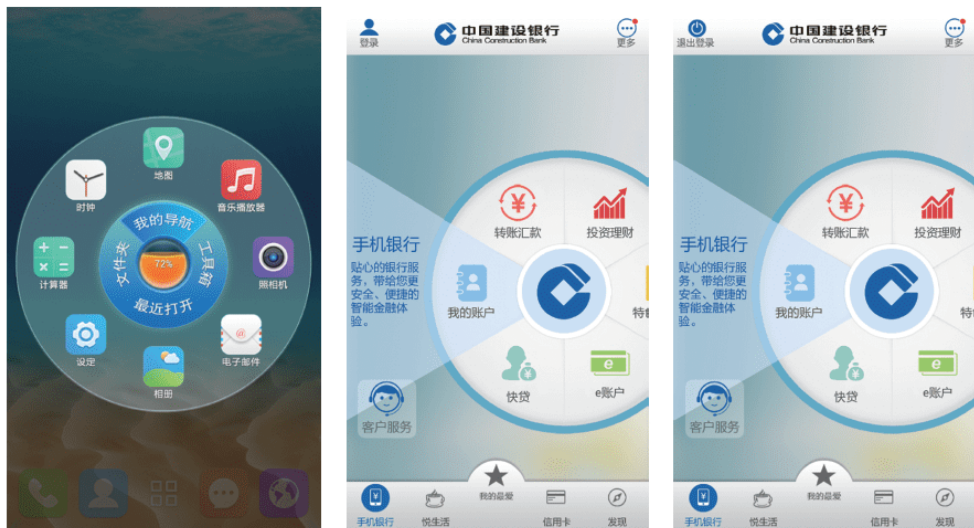 地图
时钟
音乐播放器
我的导航
文件夹
工具箱
72%
计算器
照相机
最近打开
设定
@
电子邮件
相册
登录
中国建设银行
China Construction Bank
更多
转账汇款
投资理财
手机银行
贴心的银行服
务，带给您更
安全、便捷的
智能金融体
验。
我的账户
特
快贷
e
e账户
客户服务
我的最爱
手机银行
悦生活
信用卡
发现
退出登录
中国建设银行
China Construction Bank
更多
转账汇款
投资理财
手机银行
贴心的银行服
务，带给您更
安全、便捷的
智能金融体
验。
我的账户
特
快贷
e
e账户
客户服务
我的最爱
手机银行
悦生活
信用卡
发现